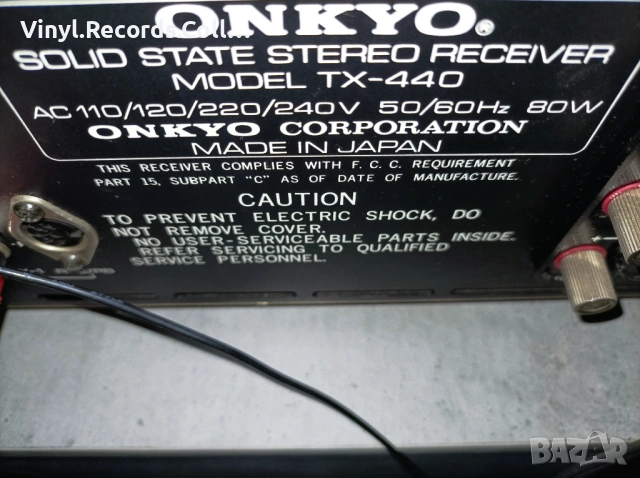 Vinyl.Records Coll.m
ONKYO®
SOLID STATE STEREO RECEIVER
MODEL TX-440
AC 110/120/220/240V 50/60Hz 80W
ONKYO CORPORATION
MADE IN JAPAN
THIS RECEIVER COMPLIES WITH F.C.C. REQUIREMENT
PART 15, SUBPART "C" AS OF DATE OF MANUFACTURE.
CAUTION
TO PREVENT ELECTRIC SHOCK, DO
NOT REMOVE COVER.
NO USER-SERVICEABLE PARTS INSIDE.
REFER SERVICING TO QUALIFIED
SERVICE PERSONNEL.
BAZAR